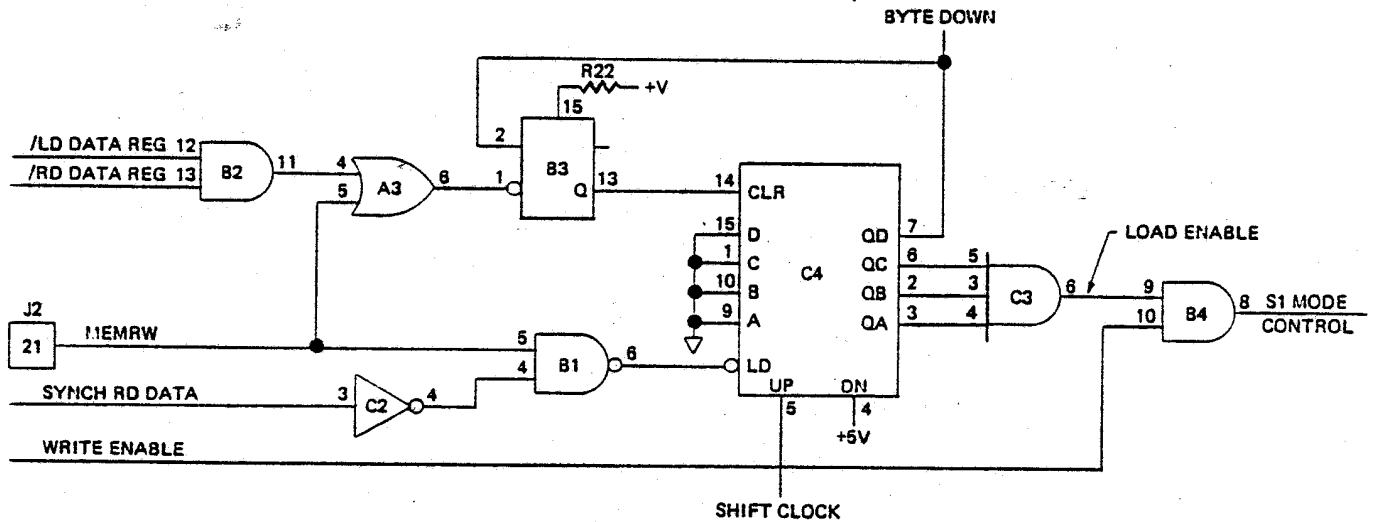 BYTE DOWN
R22
+V
15
/LD DATA REG 12
2
B2
11
4
B3
/RD DATA REG 13
A3
6
1
5
Q
13
14
CLR
15
D
QD
7
LOAD ENABLE
1
C
C4
QC
6
5
10
B
QB
2
3
C3
6
9
J2
9
A
QA
3
4
B4
8
S1 MODE
10
CONTROL
21
MEMRW
5
B1
6
LD
4
UP
DN
SYNCH RD DATA
3
C2
4
5
4
+5V
WRITE ENABLE
SHIFT CLOCK